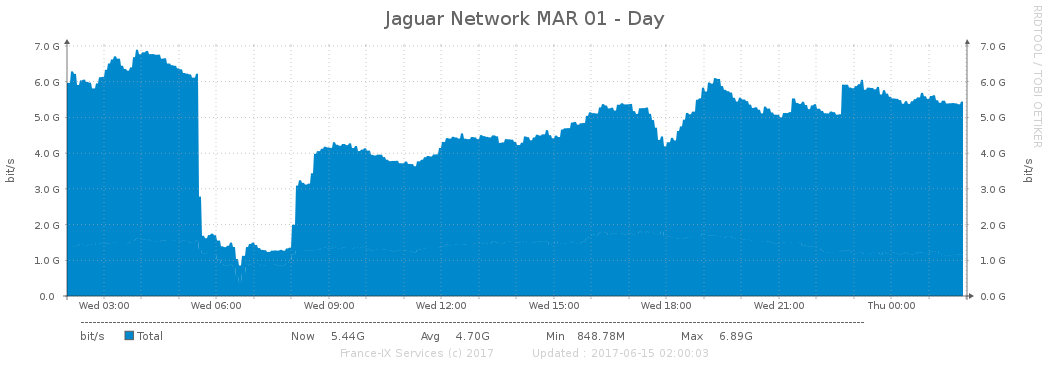 Jaguar Network MAR 01 - Day
RRDTOOL / TOBI OETIKER
bit/s
7.0 G 7.0 G
6.0 G 6.0 G
5.0 G 5.0 G
4.0 G 4.0 G
3.0 G 3.0 G
2.0 G 2.0 G
1.0 G 1.0 G
0.0 0.0 G
bit/s
Wed 03:00 Wed 06:00 Wed 09:00 Wed 12:00 Wed 15:00 Wed 18:00 Wed 21:00 Thu 00:00
bit/s Total Now 5.44G Avg 4.70G Min 848.78M Max 6.89G
France-IX Services (c) 2017 Updated : 2017-06-15 02:00:03